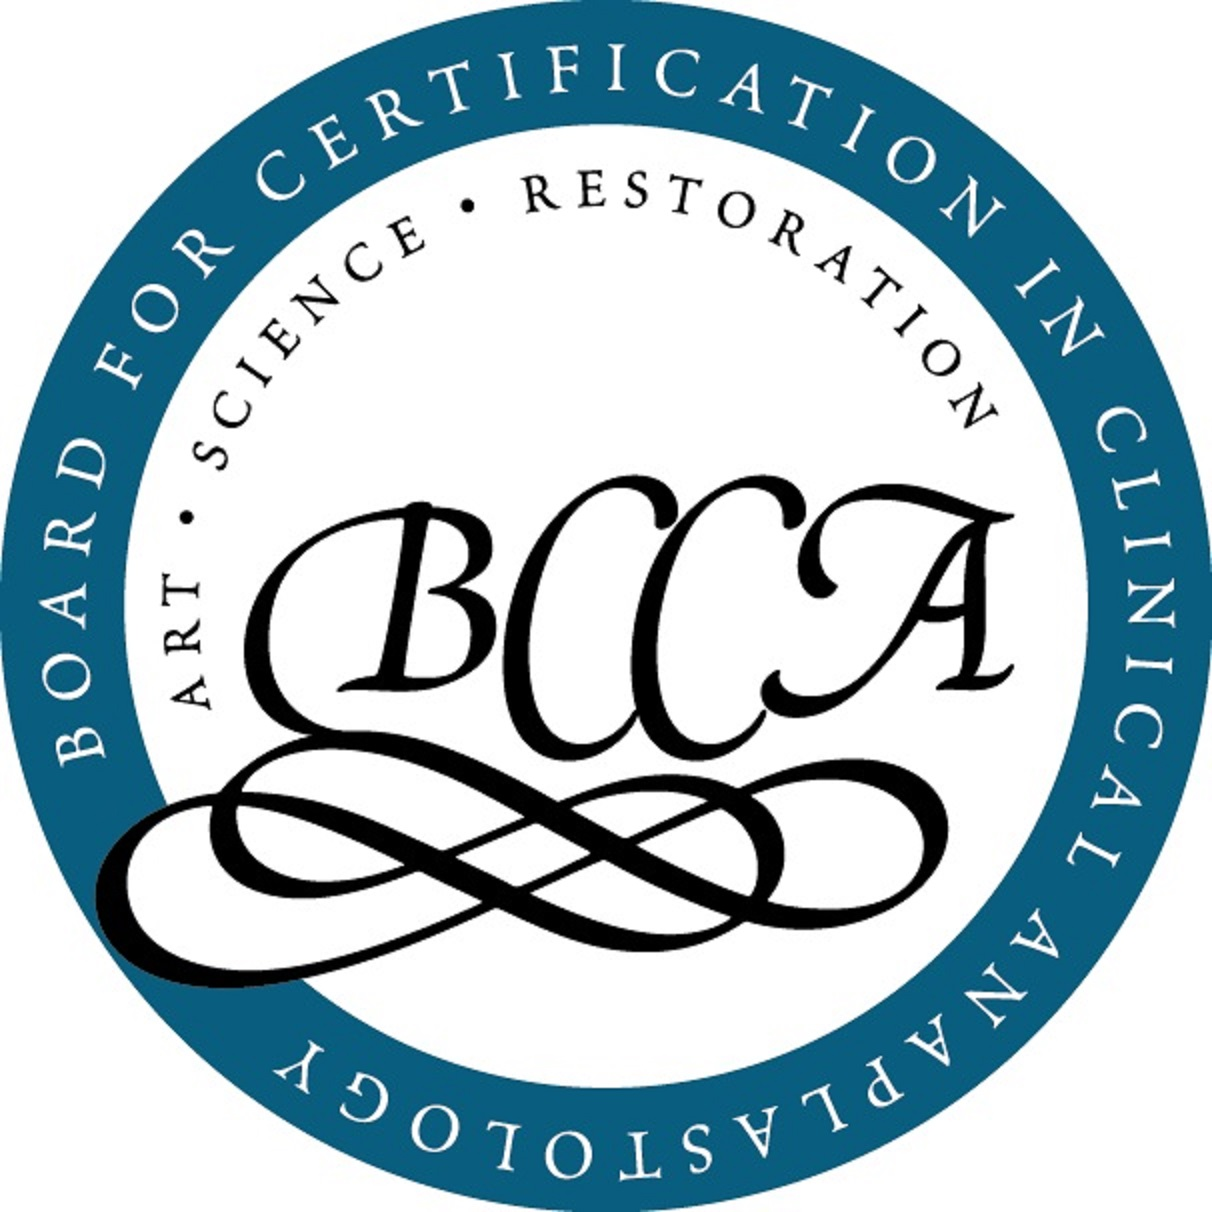 BOARD FOR CERTIFICATION IN CLINICAL ANAPLASTOLOGY
ART • SCIENCE • RESTORATION
BCCA